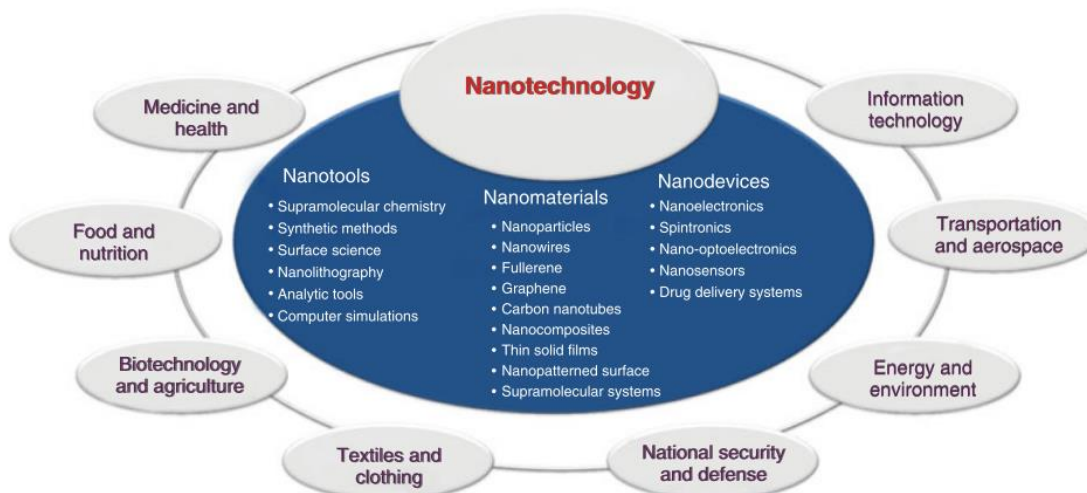 Nanotechnology
Medicine and
health
Information
technology
Food and
nutrition
Transportation
and aerospace
Biotechnology
and agriculture
Energy and
environment
Textiles and
clothing
National security
and defense
Nanotools
• Supramolecular chemistry
• Synthetic methods
• Surface science
• Nanolithography
• Analytic tools
• Computer simulations
Nanomaterials
• Nanoparticles
• Nanowires
• Fullerene
• Graphene
• Carbon nanotubes
• Nanocomposites
• Thin solid films
• Nanopatterned surface
• Supramolecular systems
Nanodevices
• Nanoelectronics
• Spintronics
• Nano-optoelectronics
• Nanosensors
• Drug delivery systems